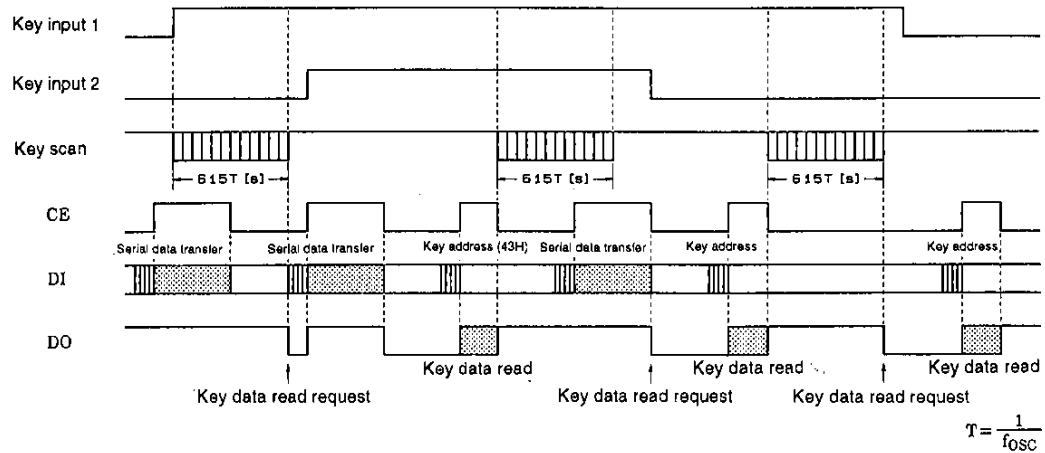 Key input 1
Key input 2
Key scan
615T [s] 615T [s] 615T [s]
CE
Serial data transfer Serial data transfer Key address (43H) Serial data transfer Key address Key address
DI
DO
Key data read Key data read Key data read
Key data read request Key data read request Key data read request
T = 1 / fOSC